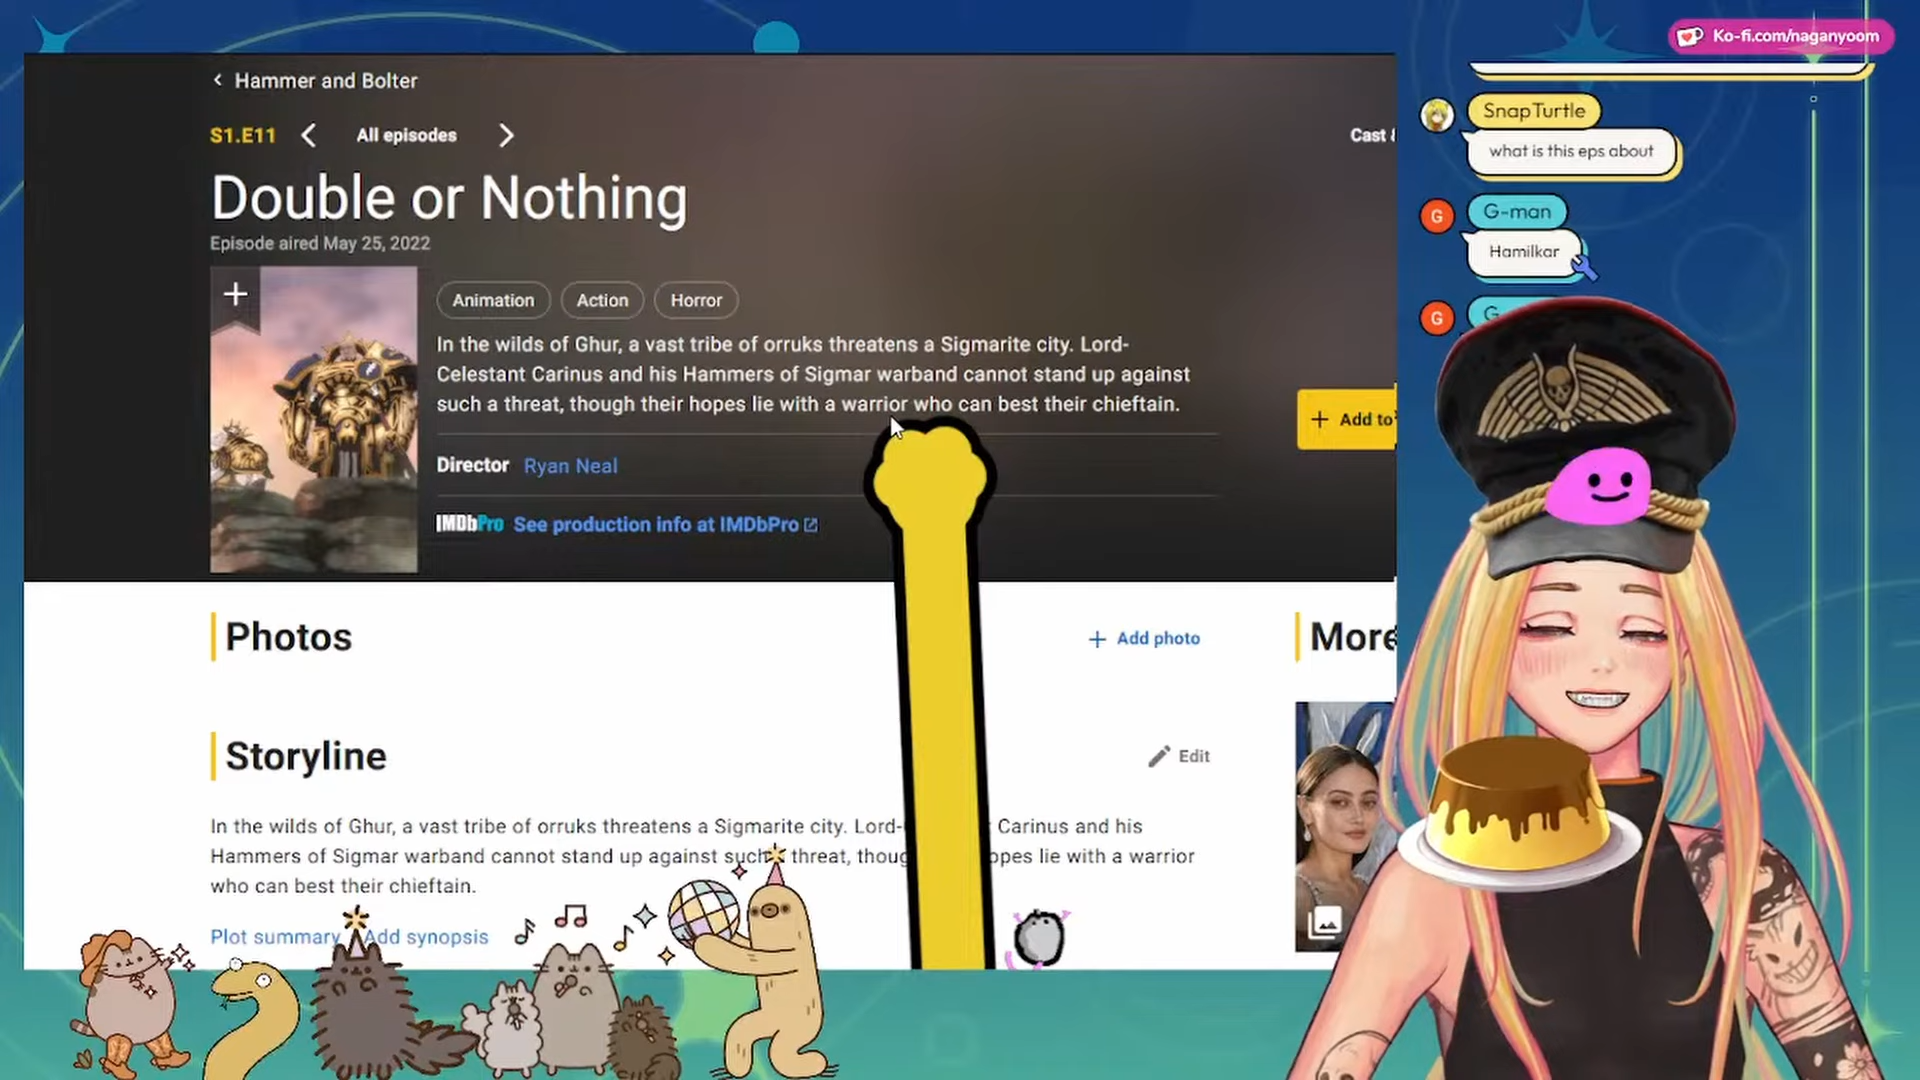 Ko-fi.com/naganyoom
Hammer and Bolter
S1.E11
All episodes
Cast
Double or Nothing
Episode aired May 25, 2022
Animation
Action
Horror
In the wilds of Ghur, a vast tribe of orruks threatens a Sigmarite city. Lord-
Celestant Carinus and his Hammers of Sigmar warband cannot stand up against
such a threat, though their hopes lie with a warrior who can best their chieftain.
+ Add to
Director Ryan Neal
IMDbPro See production info at IMDbPro
Photos
+ Add photo
More
Storyline
Edit
In the wilds of Ghur, a vast tribe of orruks threatens a Sigmarite city. Lord- Carinus and his
Hammers of Sigmar warband cannot stand up against such threat, opes lie with a warrior
who can best their chieftain.
Plot summary
Add synopsis
SnapTurtle
what is this eps about
G
G-man
Hamilkar
G
G